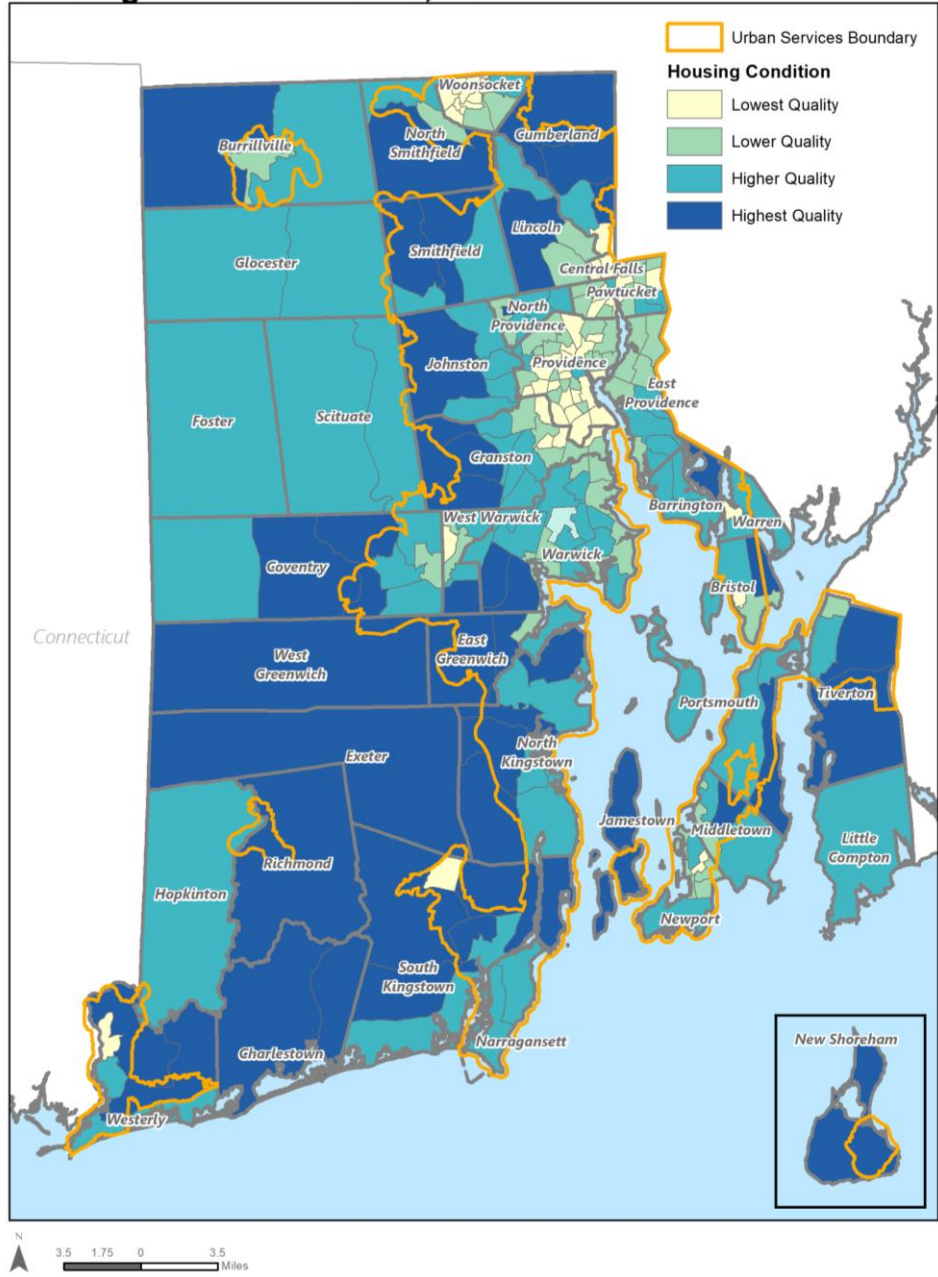 Urban Services Boundary
Housing Condition
Lowest Quality
Lower Quality
Higher Quality
Highest Quality
Woonsocket
Burrillville
North
Smithfield
Cumberland
Glocester
Smithfield
Lincoln
Central Falls
Pawtucket
North
Providence
Johnston
Providence
East
Providence
Foster
Scituate
Cranston
Barrington
Warren
West Warwick
Warwick
Coventry
Bristol
Connecticut
West
Greenwich
East
Greenwich
Portsmouth
Tiverton
Exeter
North
Kingstown
Jamestown
Middletown
Little
Compton
Richmond
Hopkinton
Newport
South
Kingstown
Narragansett
Charlestown
Westerly
New Shoreham
N
3.5 1.75 0 3.5
Miles